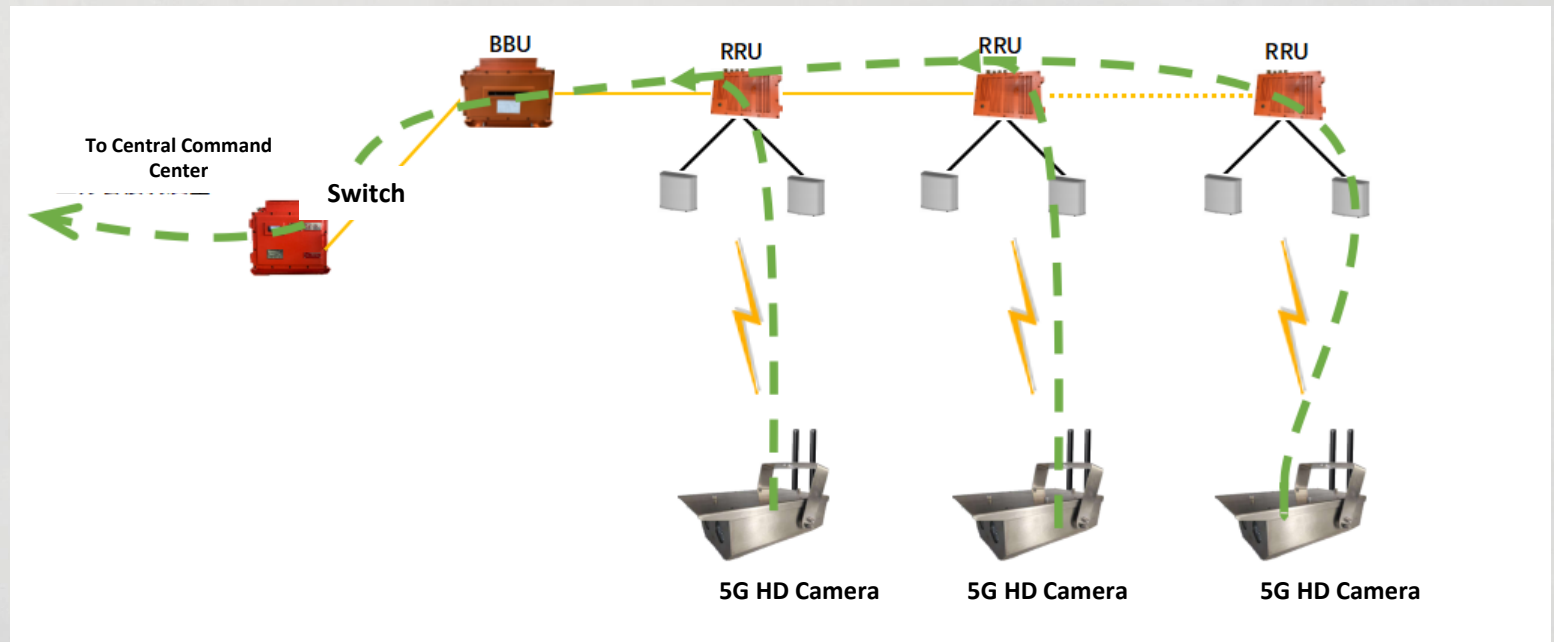 BBU
RRU
RRU
RRU
To Central Command
Center
Switch
5G HD Camera
5G HD Camera
5G HD Camera